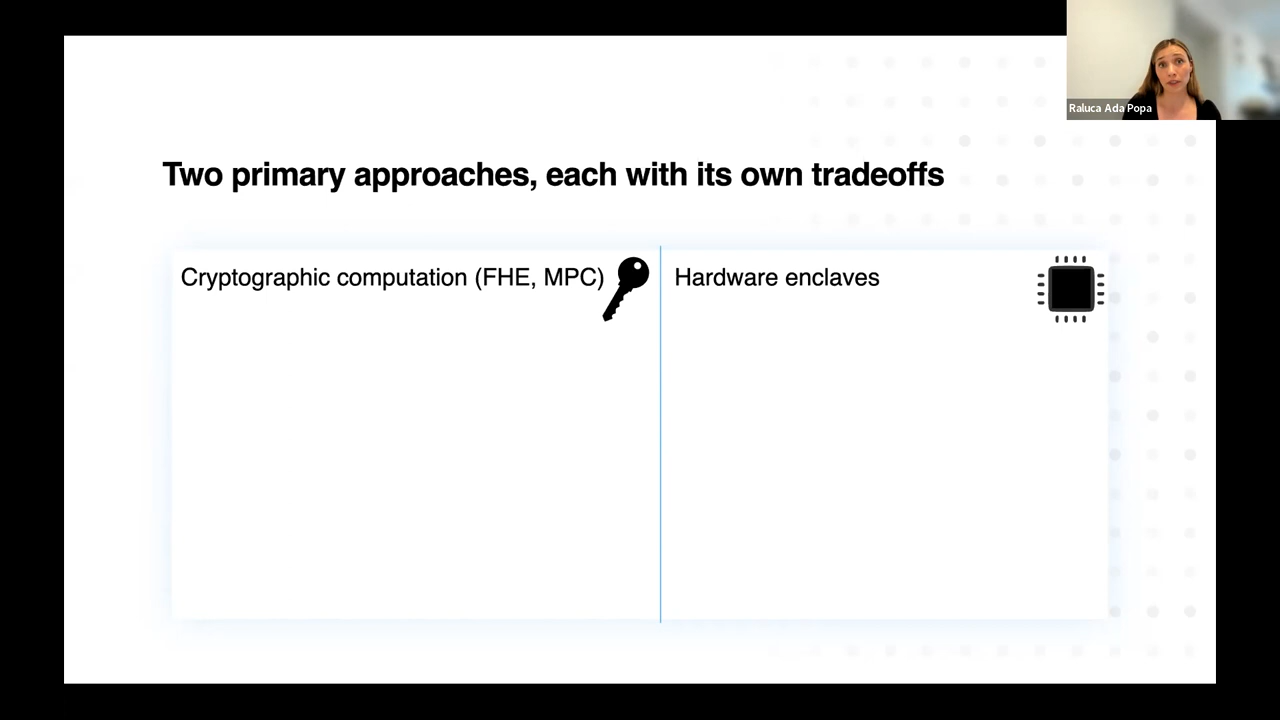 Raluca Ada Popa
Two primary approaches, each with its own tradeoffs
Cryptographic computation (FHE, MPC)
Hardware enclaves